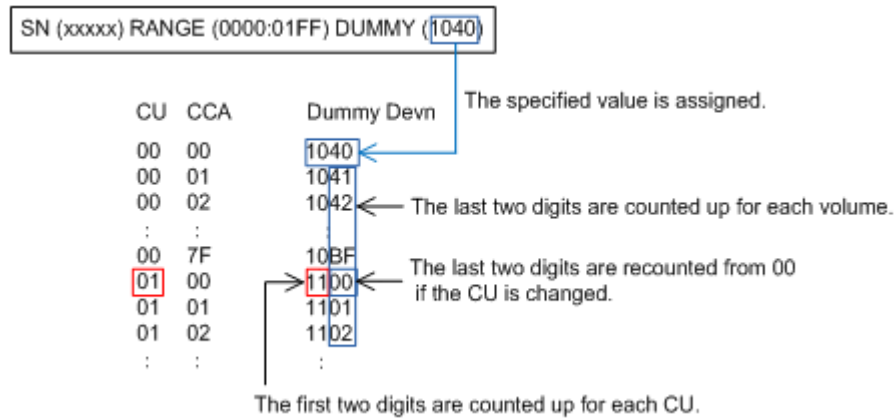 SN (xxxxx) RANGE (0000:01FF) DUMMY (1040)
The specified value is assigned.
CU CCA Dummy Devn
00 00 1040
00 01 1041
00 02 1042
The last two digits are counted up for each volume.
: : :
00 7F 10BF
01 00 1100
The last two digits are recounted from 00
if the CU is changed.
01 01 1101
01 02 1102
: : :
The first two digits are counted up for each CU.